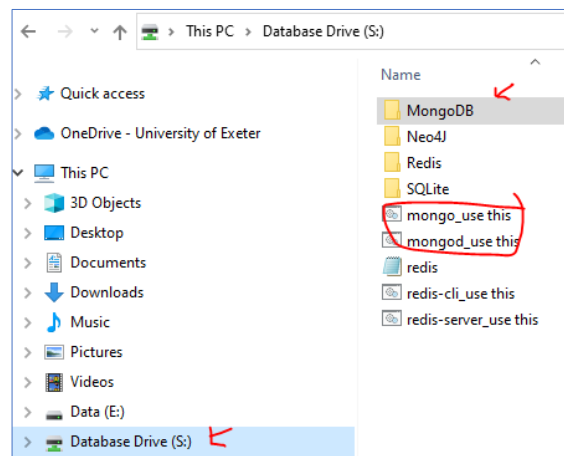 This PC > Database Drive (S:)
Name
Quick access
OneDrive - University of Exeter
This PC
3D Objects
Desktop
Documents
Downloads
Music
Pictures
Videos
Data (E:)
Database Drive (S:)
MongoDB
Neo4J
Redis
SQLite
mongo_use this
mongod_use this
redis
redis-cli_use this
redis-server_use this